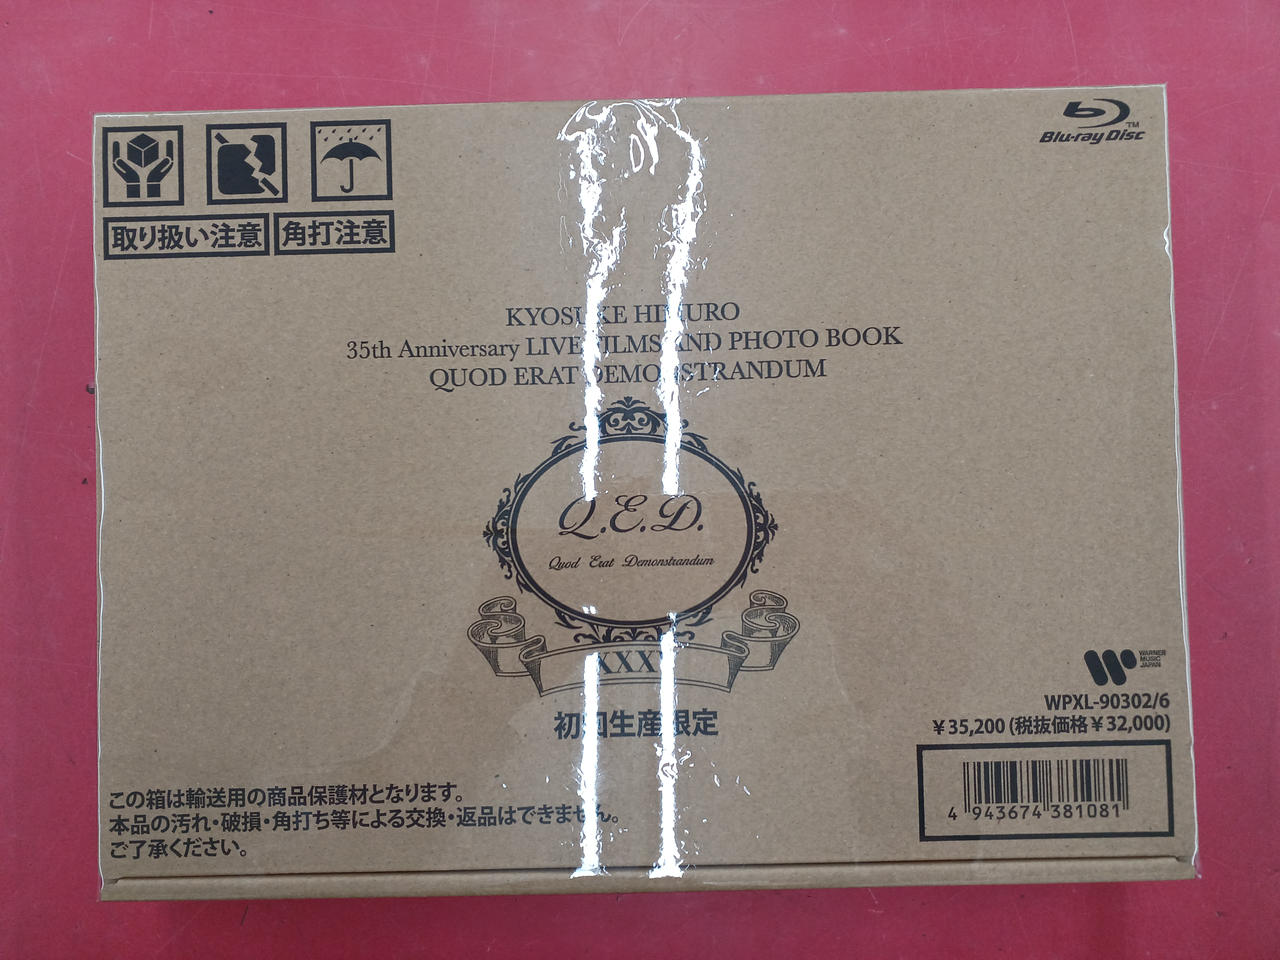 Blu-ray Disc™
取り扱い注意 角打注意
KYOSUKE HIMURO
35th Anniversary LIVE FILMS AND PHOTO BOOK
QUOD ERAT DEMONSTRANDUM
Q.E.D.
Quod Erat Demonstrandum
XXXV
初回生産限定
WARNER
MUSIC
JAPAN
WPXL-90302/6
¥35,200 (税抜価格¥32,000)
4 943674 381081
この箱は輸送用の商品保護材となります。
本品の汚れ・破損・角打ち等による交換・返品はできません。
ご了承ください。